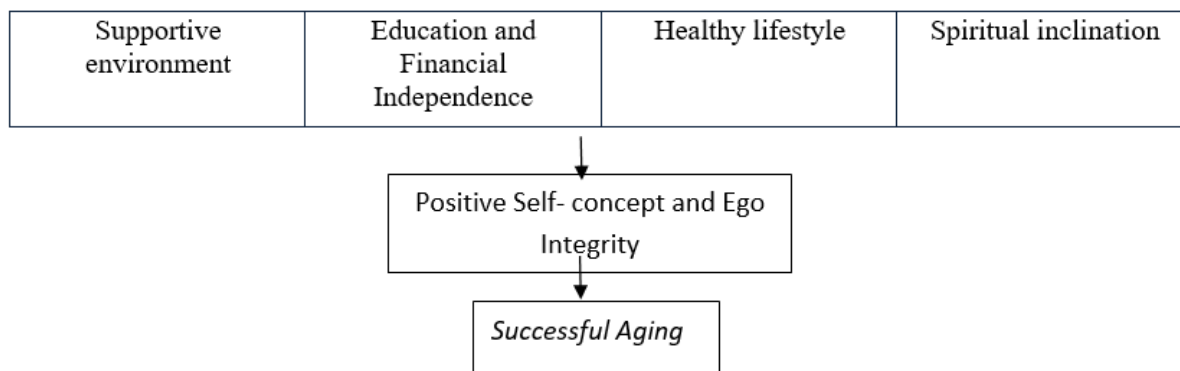 Supportive
environment
Education and
Financial
Independence
Healthy lifestyle
Spiritual inclination
Positive Self- concept and Ego
Integrity
Successful Aging